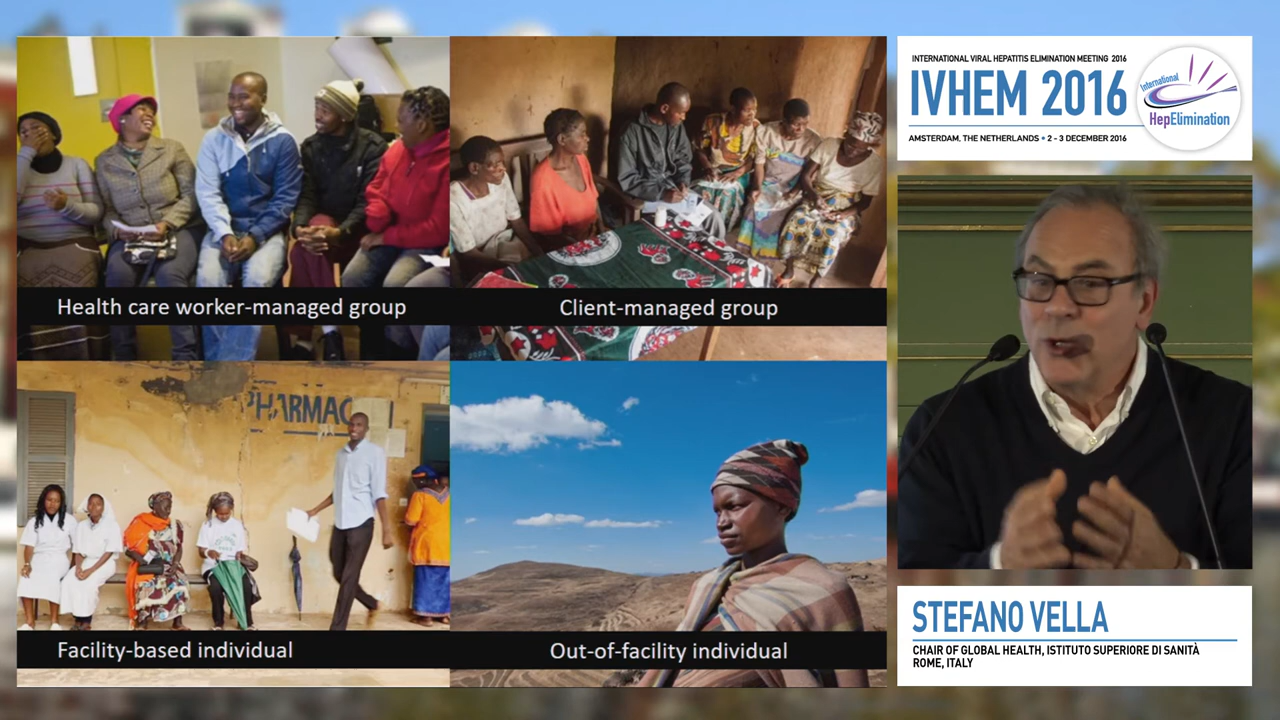 Health care worker-managed group
Client-managed group
PHARMAC
Facility-based individual
Out-of-facility individual
INTERNATIONAL VIRAL HEPATITIS ELIMINATION MEETING 2016
IVHEM 2016
AMSTERDAM, THE NETHERLANDS • 2 - 3 DECEMBER 2016
International
HepElimination
STEFANO VELLA
CHAIR OF GLOBAL HEALTH, ISTITUTO SUPERIORE DI SANITÀ
ROME, ITALY